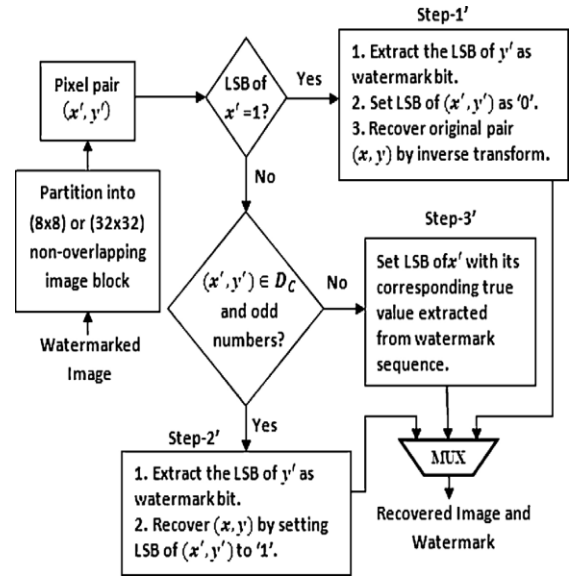 Step-1′
1. Extract the LSB of y′ as
watermark bit.
2. Set LSB of (x′, y′) as ‘0’.
3. Recover original pair
(x, y) by inverse transform.
LSB of
x′ =1?
Yes
No
Pixel pair
(x′, y′)
Partition into
(8x8) or (32x32)
non-overlapping
image block
Watermarked
Image
(x′, y′) ∈ D_C
and odd
numbers?
No
Yes
Step-3′
Set LSB of x′ with its
corresponding true
value extracted
from watermark
sequence.
Step-2′
1. Extract the LSB of y′ as
watermark bit.
2. Recover (x, y) by setting
LSB of (x′, y′) to ‘1’.
MUX
Recovered Image and
Watermark